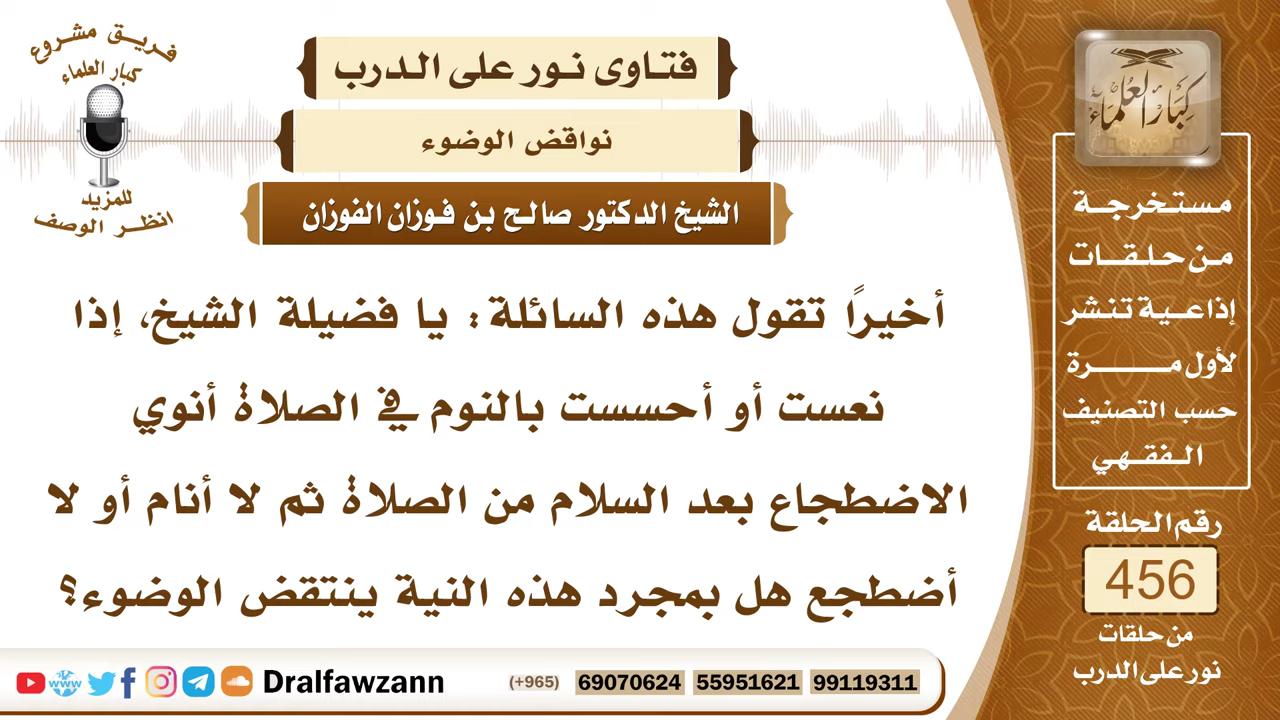 فريق مشروع
كبار العلماء
للمزيد
انظر الوصف
فتاوى نور على الدرب
نواقض الوضوء
الشيخ الدكتور صالح بن فوزان الفوزان
أخيرًا تقول هذه السائلة: يا فضيلة الشيخ، إذا
نعست أو أحسست بالنوم في الصلاة أنوي
الاضطجاع بعد السلام من الصلاة ثم لا أنام أو لا
أضطجع هل بمجرد هذه النية ينتقض الوضوء؟
كبار العلماء
مستخرجة
من حلقات
إذاعية تنشر
لأول مرة
حسب التصنيف
الفقهي
رقم الحلقة
456
من حلقات
نور على الدرب
www Dralfawzann (+965) 69070624 55951621 99119311